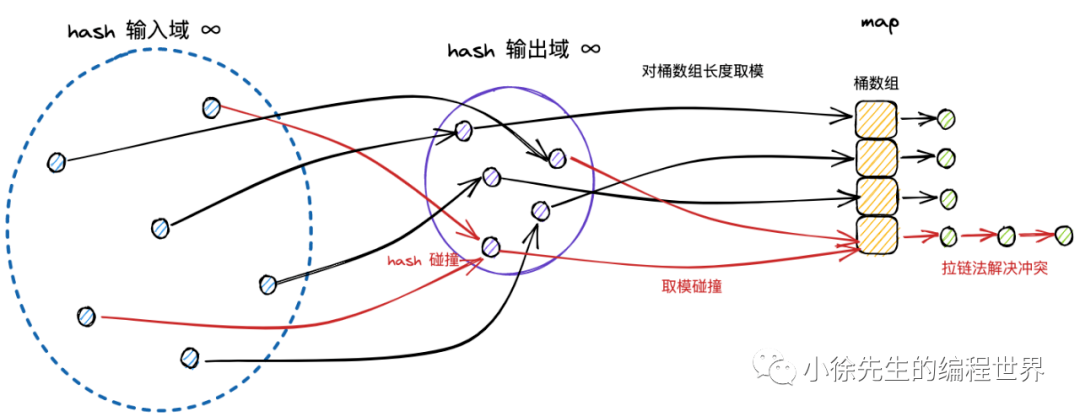 hash 输入域 ∞
hash 输出域 ∞
map
对桶数组长度取模
桶数组
hash 碰撞
取模碰撞
拉链法解决冲突
小徐先生的编程世界